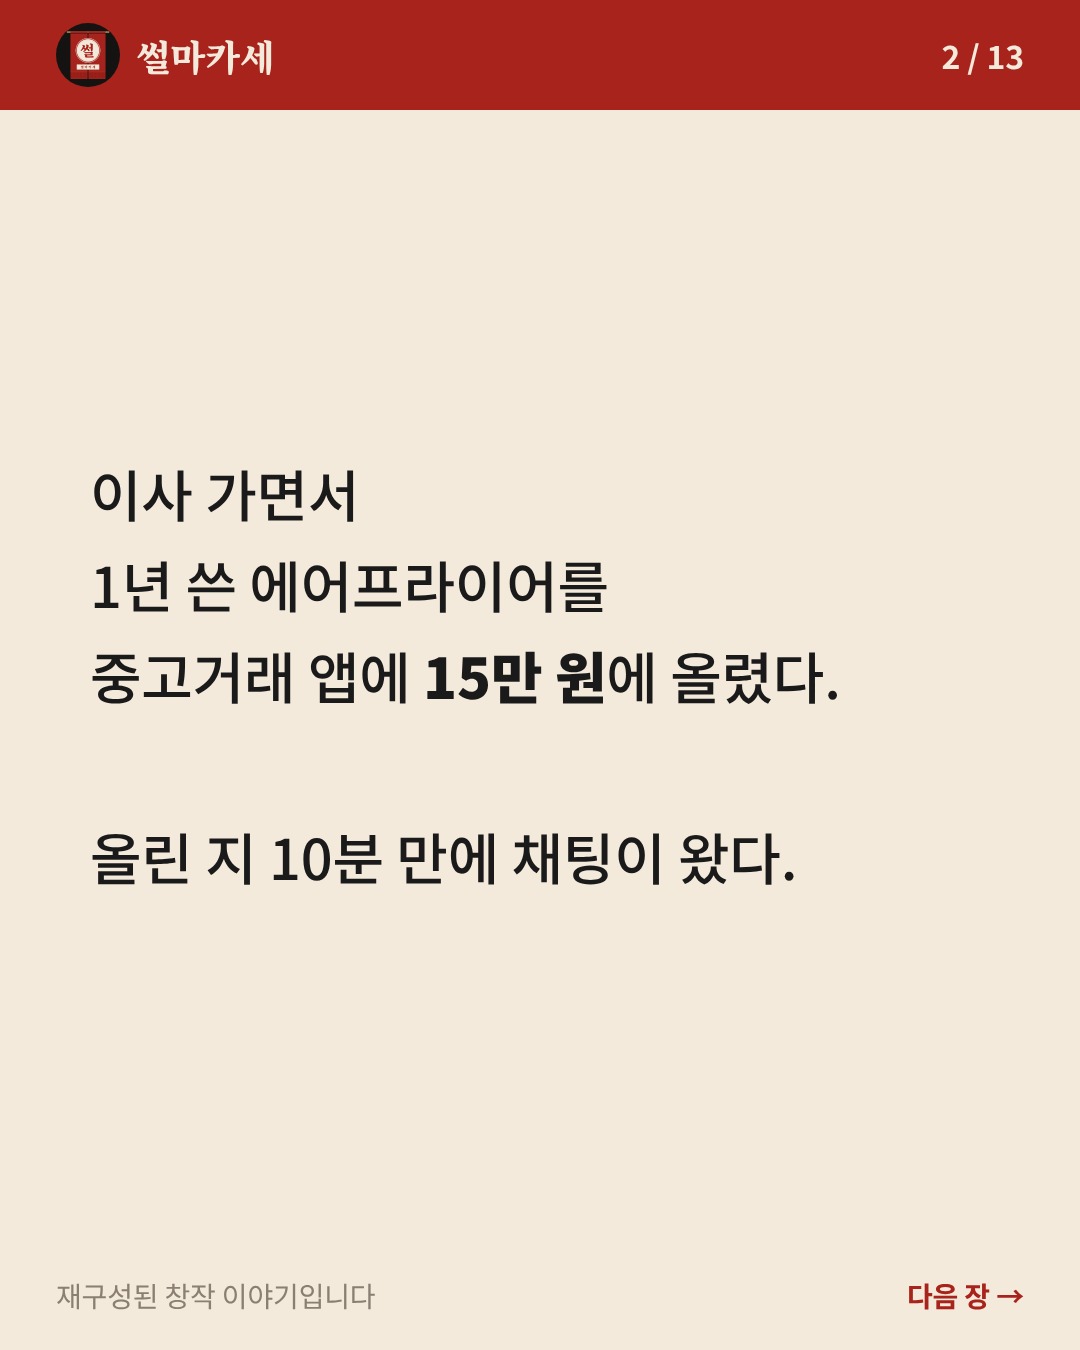 썰
썰마카세
2 / 13
이사 가면서
1년 쓴 에어프라이어를
중고거래 앱에 15만 원에 올렸다.
올린 지 10분 만에 채팅이 왔다.
재구성된 창작 이야기입니다
다음 장 →